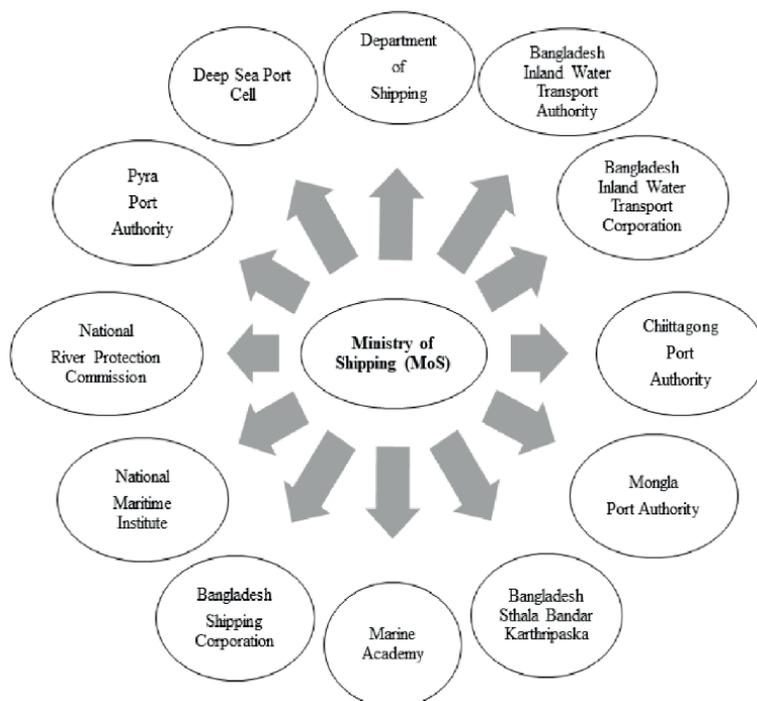 Department
of
Shipping
Bangladesh
Inland Water
Transport
Authority
Bangladesh
Inland Water
Transport
Corporation
Chiittagong
Port
Authority
Mongla
Port Authority
Bangladesh
Sthala Bandar
Karthripaska
Marine
Academy
Bangladesh
Shipping
Corporation
National
Maritime
Institute
National
River Protection
Commission
Pyra
Port
Authority
Deep Sea Port
Cell
Ministry of
Shipping (MoS)